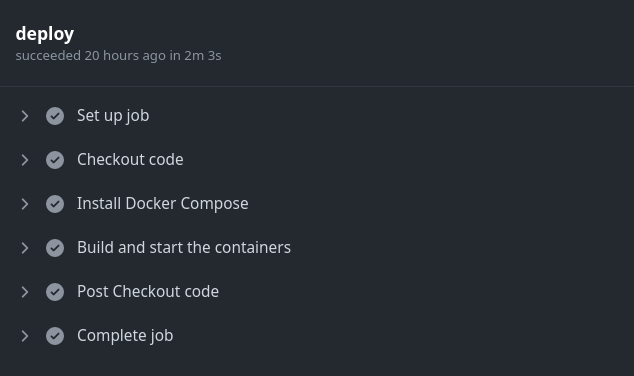 deploy
succeeded 20 hours ago in 2m 3s
Set up job
Checkout code
Install Docker Compose
Build and start the containers
Post Checkout code
Complete job